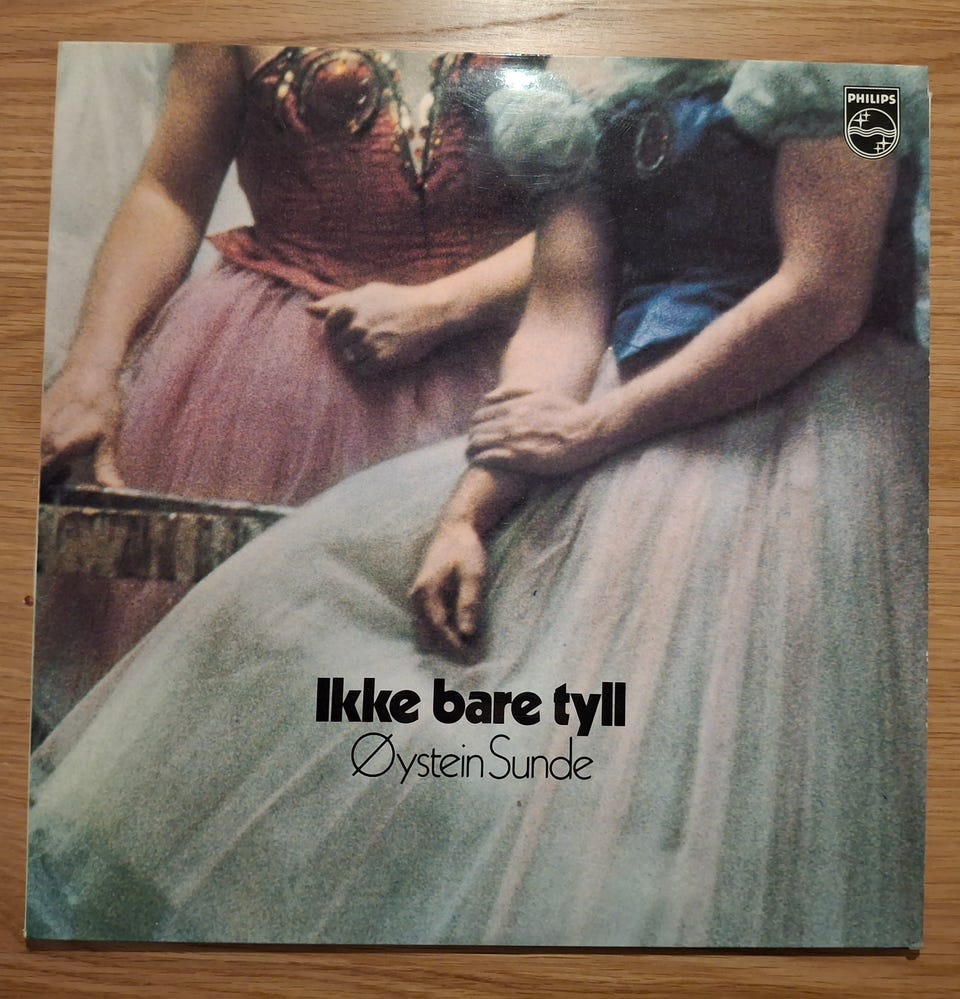 PHILIPS
Ikke bare tyll
Øystein Sunde